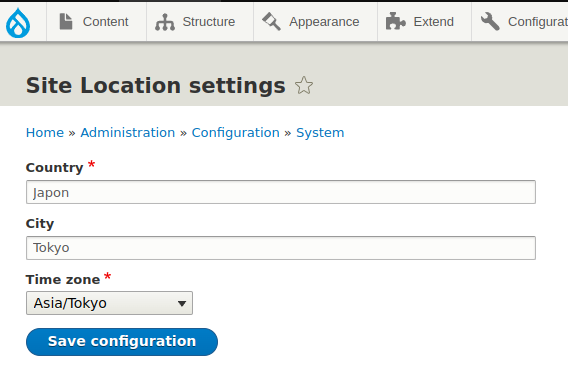 Content Structure Appearance Extend Configurat
Site Location settings
Home » Administration » Configuration » System
Country *
Japon
City
Tokyo
Time zone *
Asia/Tokyo
Save configuration